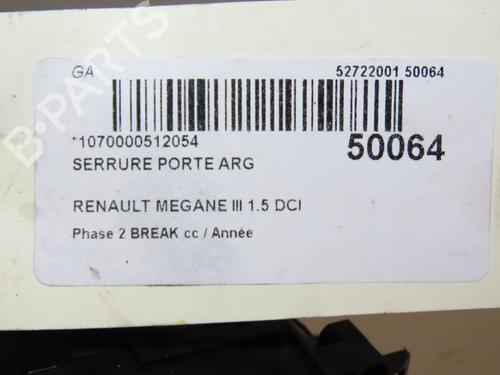 GA 52722001 50064
*1070000512054 50064
SERRURE PORTE ARG
RENAULT MEGANE III 1.5 DCI
Phase 2 BREAK cc / Année
B-PARTS